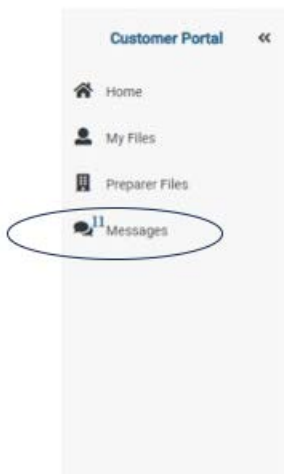 Customer Portal «
Home
My Files
Preparer Files
11 Messages